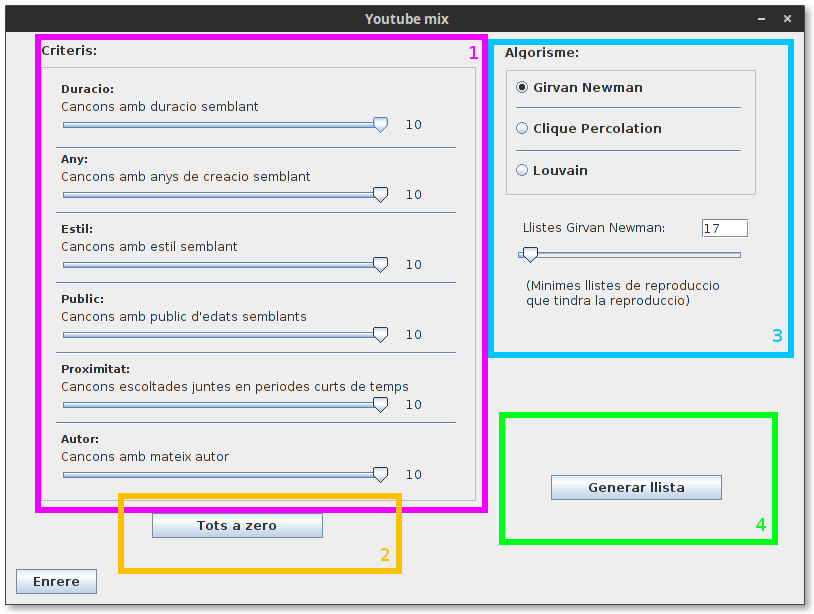 Youtube mix
Criteris:
1
Duracio:
Cancons amb duracio semblant
10
Any:
Cancons amb anys de creacio semblant
10
Estil:
Cancons amb estil semblant
10
Public:
Cancons amb public d'edats semblants
10
Proximitat:
Cancons escoltades juntes en periodes curts de temps
10
Autor:
Cancons amb mateix autor
10
Tots a zero
2
Enrere
Algorisme:
Girvan Newman
Clique Percolation
Louvain
Llistes Girvan Newman:
17
(Minimes llistes de reproduccio
que tindra la reproduccio)
3
Generar llista
4